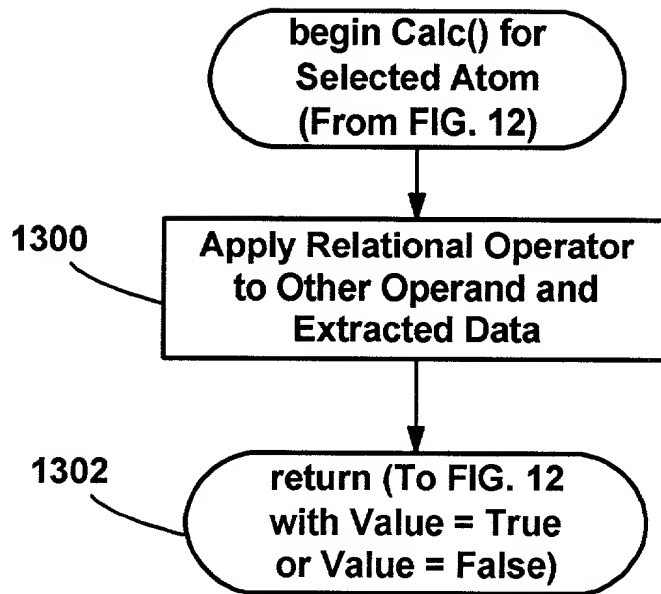 begin Calc() for
Selected Atom
(From FIG. 12)
1300
Apply Relational Operator
to Other Operand and
Extracted Data
1302
return (To FIG. 12
with Value = True
or Value = False)